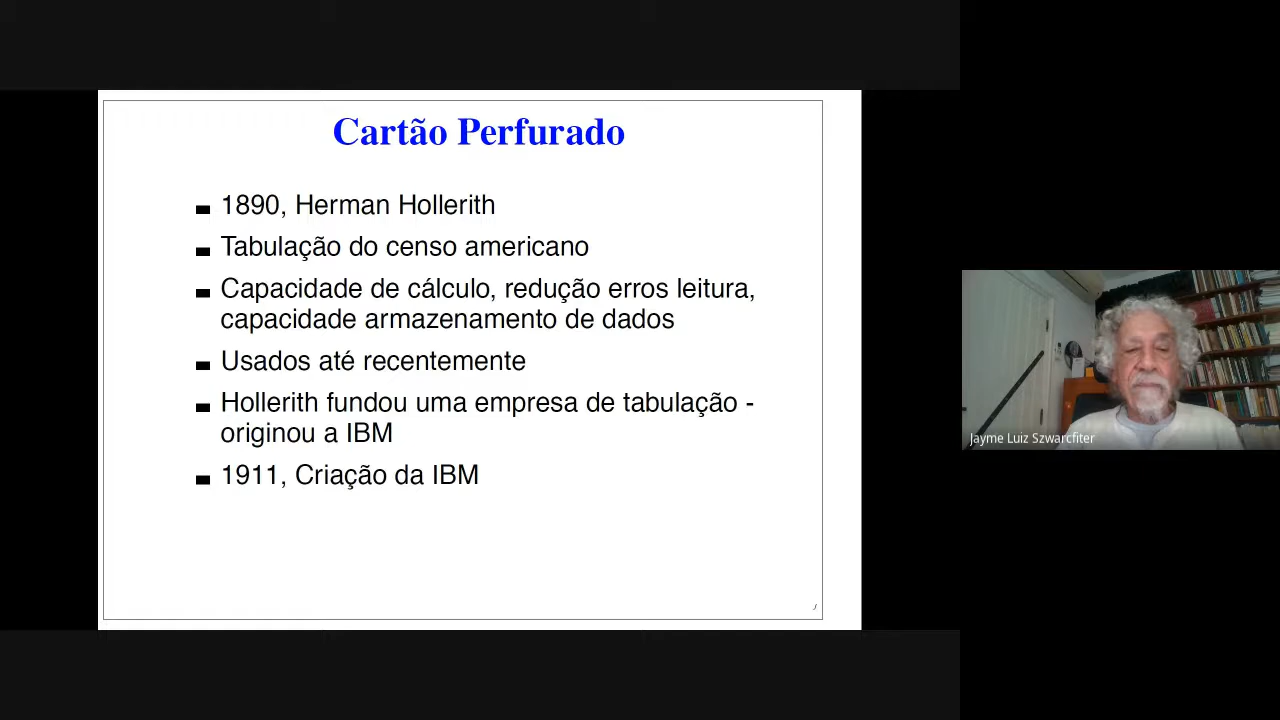 Cartão Perfurado
1890, Herman Hollerith
Tabulação do censo americano
Capacidade de cálculo, redução erros leitura,
capacidade armazenamento de dados
Usados até recentemente
Hollerith fundou uma empresa de tabulação -
originou a IBM
1911, Criação da IBM
Jayme Luiz Szwarcfiter